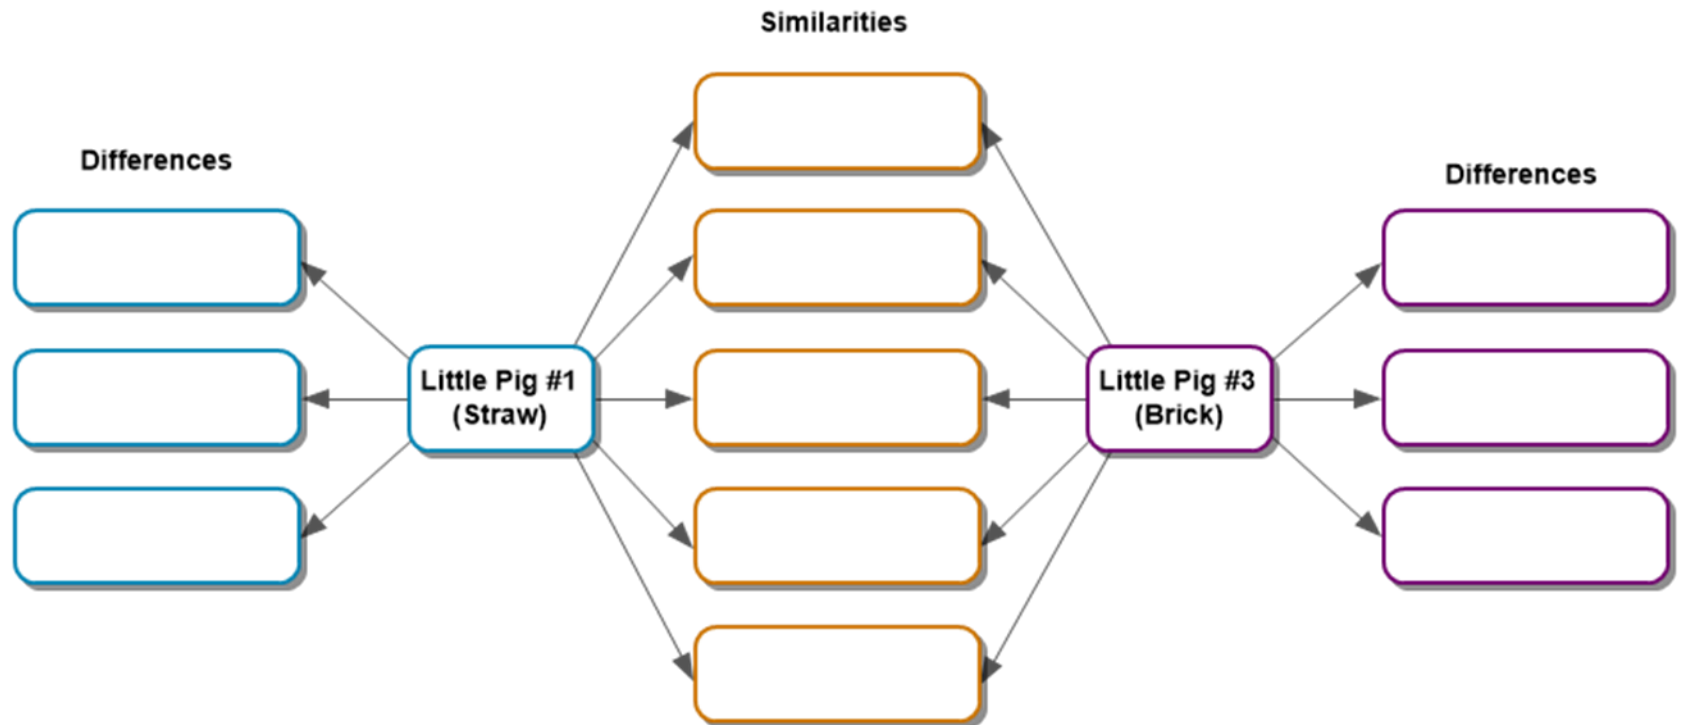 Similarities
Differences
Differences
Little Pig #1
(Straw)
Little Pig #3
(Brick)